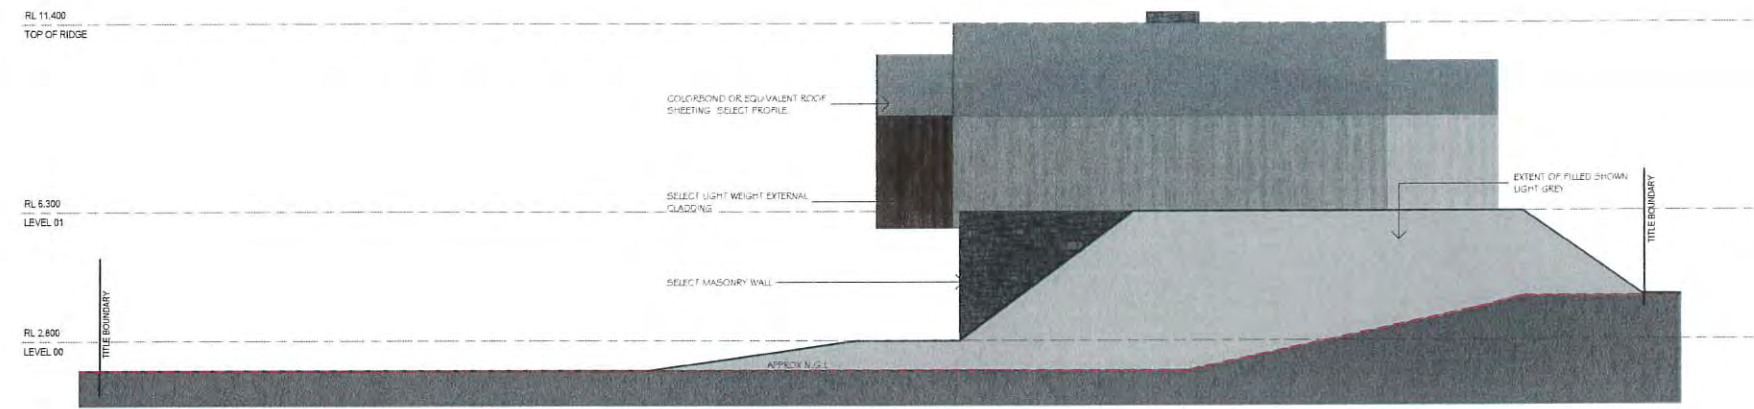 RL 11,400
TOP OF RIDGE
COLORBOND OR EQUIVALENT ROOF
SHEETING SELECT PROFILE
SELECT LIGHT WEIGHT EXTERNAL
CLADDING
EXTENT OF FILLED SHOWN
LIGHT GREY
TITLE BOUNDARY
RL 6,300
LEVEL 01
SELECT MASONRY WALL
TITLE BOUNDARY
RL 2,800
LEVEL 00
APPROX N.G.L